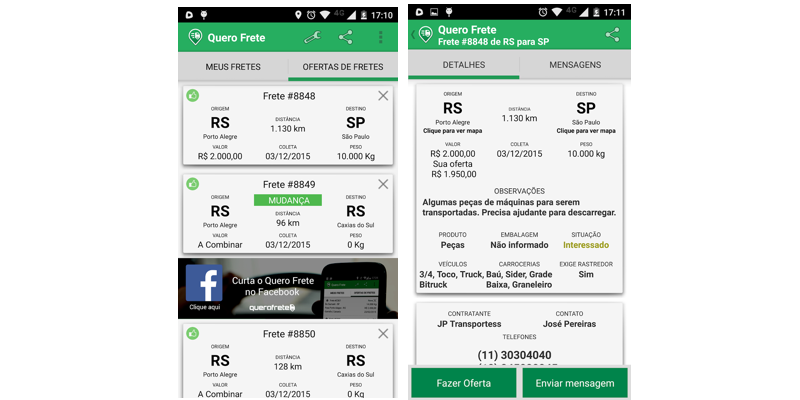 4G 17:10
Quero Frete
MEUS FRETES OFERTAS DE FRETES
Frete #8848
ORIGEM DESTINO
RS DISTÂNCIA SP
Porto Alegre 1.130 km São Paulo
VALOR COLETA PESO
R$ 2.000,00 03/12/2015 10.000 Kg
Frete #8849
MUDANÇA
ORIGEM DESTINO
RS DISTÂNCIA RS
Porto Alegre 96 km Caxias do Sul
VALOR COLETA PESO
A Combinar 03/12/2015 0 Kg
Curta o Quero Frete
no Facebook
Clique aqui
querofrete
Frete #8850
ORIGEM DESTINO
RS DISTÂNCIA RS
Porto Alegre 128 km Caxias do Sul
VALOR COLETA PESO
A Combinar 03/12/2015 0 Kg
4G 17:11
Quero Frete
Frete #8848 de RS para SP
DETALHES MENSAGENS
ORIGEM DESTINO
RS DISTÂNCIA SP
Porto Alegre 1.130 km São Paulo
Clique para ver mapa Clique para ver mapa
VALOR COLETA PESO
R$ 2.000,00 03/12/2015 10.000 kg
Sua oferta
R$ 1.950,00
OBSERVAÇÕES
Algumas peças de máquinas para serem
transportadas. Precisa ajudante para descarregar.
PRODUTO EMBALAGEM SITUAÇÃO
Peças Não informado Interessado
VEÍCULOS CARROCERIAS EXIGE RASTREDOR
3/4, Toco, Truck, Baú, Sider, Grade Sim
Bitruck Baixa, Graneleiro
CONTRATANTE CONTATO
JP Transportess José Pereiras
TELEFONES
(11) 30304040
Fazer Oferta Enviar mensagem